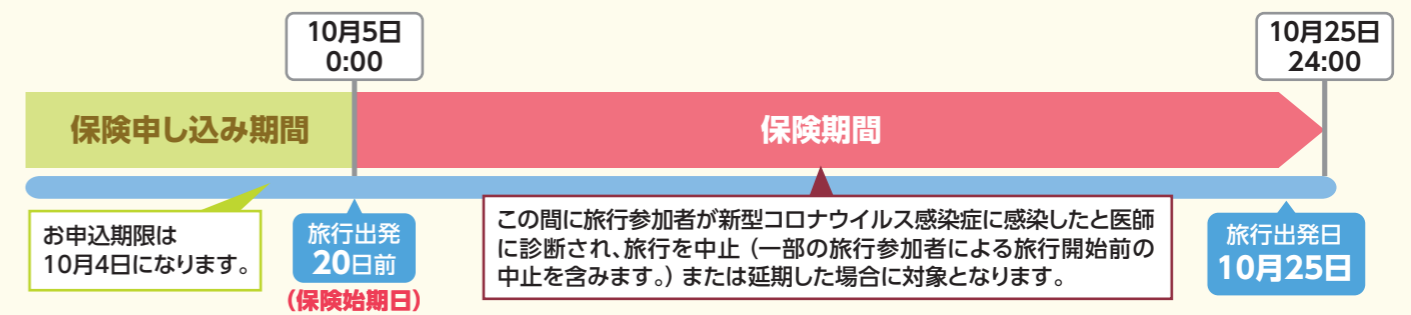 10月5日
0:00
10月25日
24:00
保険申し込み期間
保険期間
お申込期限は
10月4日になります。
旅行出発
20日前
(保険始期日)
この間に旅行参加者が新型コロナウイルス感染症に感染したと医師
に診断され、旅行を中止(一部の旅行参加者による旅行開始前の
中止を含みます。)または延期した場合に対象となります。
旅行出発日
10月25日